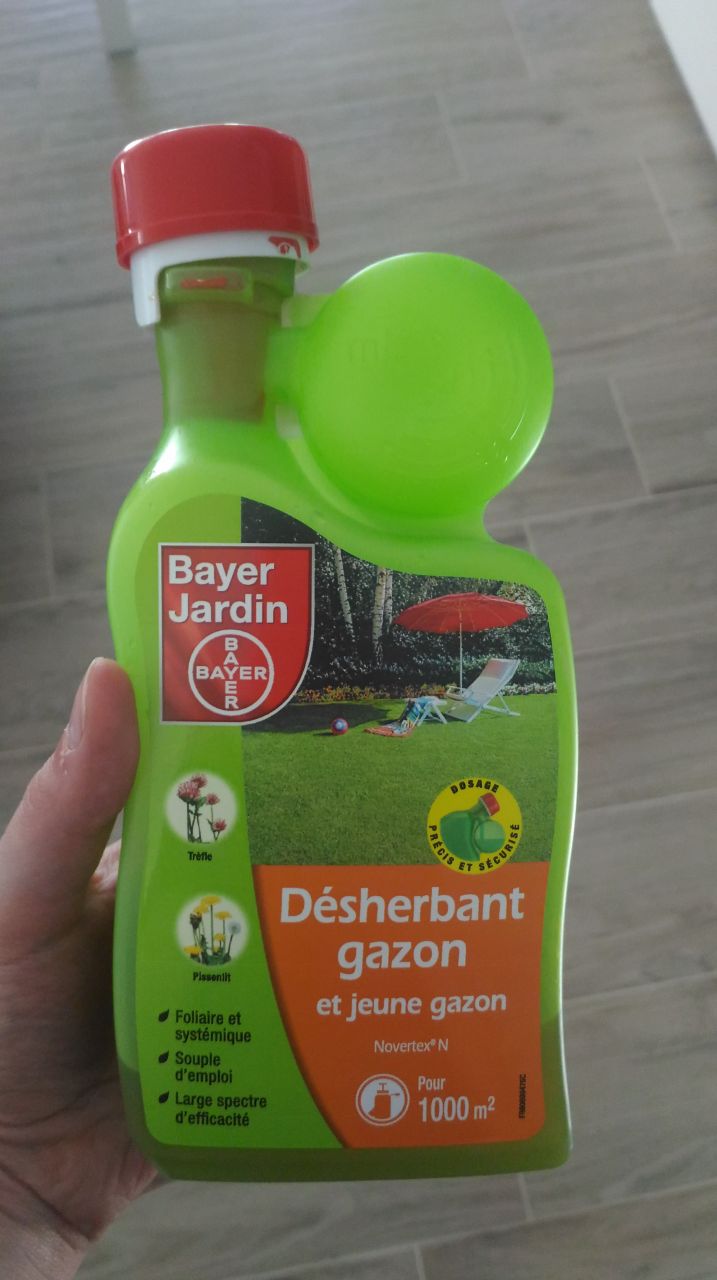 Bayer
Jardin
BAYER
BAYER
DOSAGE
PRÉCIS ET SÉCURISÉ
Trèfle
Pissenlit
Désherbant
gazon
et jeune gazon
Novertex® N
Foliaire et
systémique
Souple
d'emploi
Large spectre
d'efficacité
Pour
1000 m²